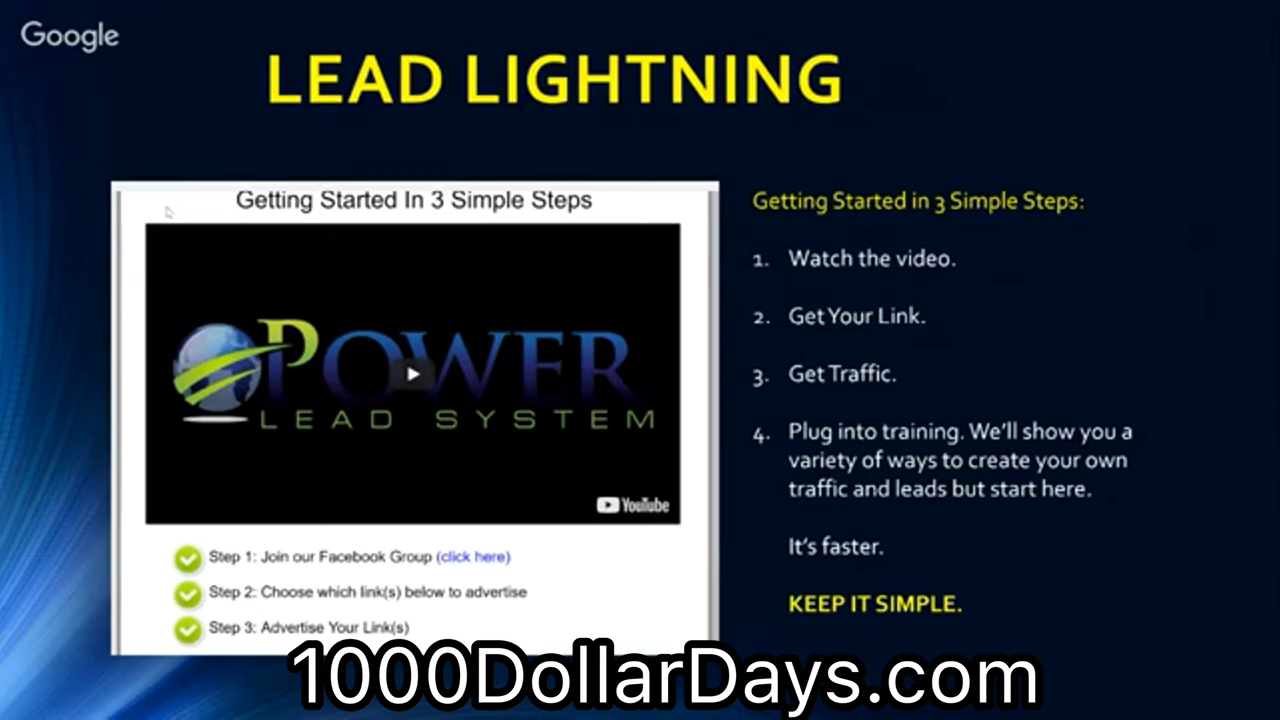 Google
LEAD LIGHTNING
Getting Started In 3 Simple Steps
POWER
LEAD SYSTEM
YouTube
Step 1: Join our Facebook Group (click here)
Step 2: Choose which link(s) below to advertise
Step 3: Advertise Your Link(s)
Getting Started in 3 Simple Steps:
1. Watch the video.
2. Get Your Link.
3. Get Traffic.
4. Plug into training. We'll show you a
variety of ways to create your own
traffic and leads but start here.
It's faster.
KEEP IT SIMPLE.
1000DollarDays.com